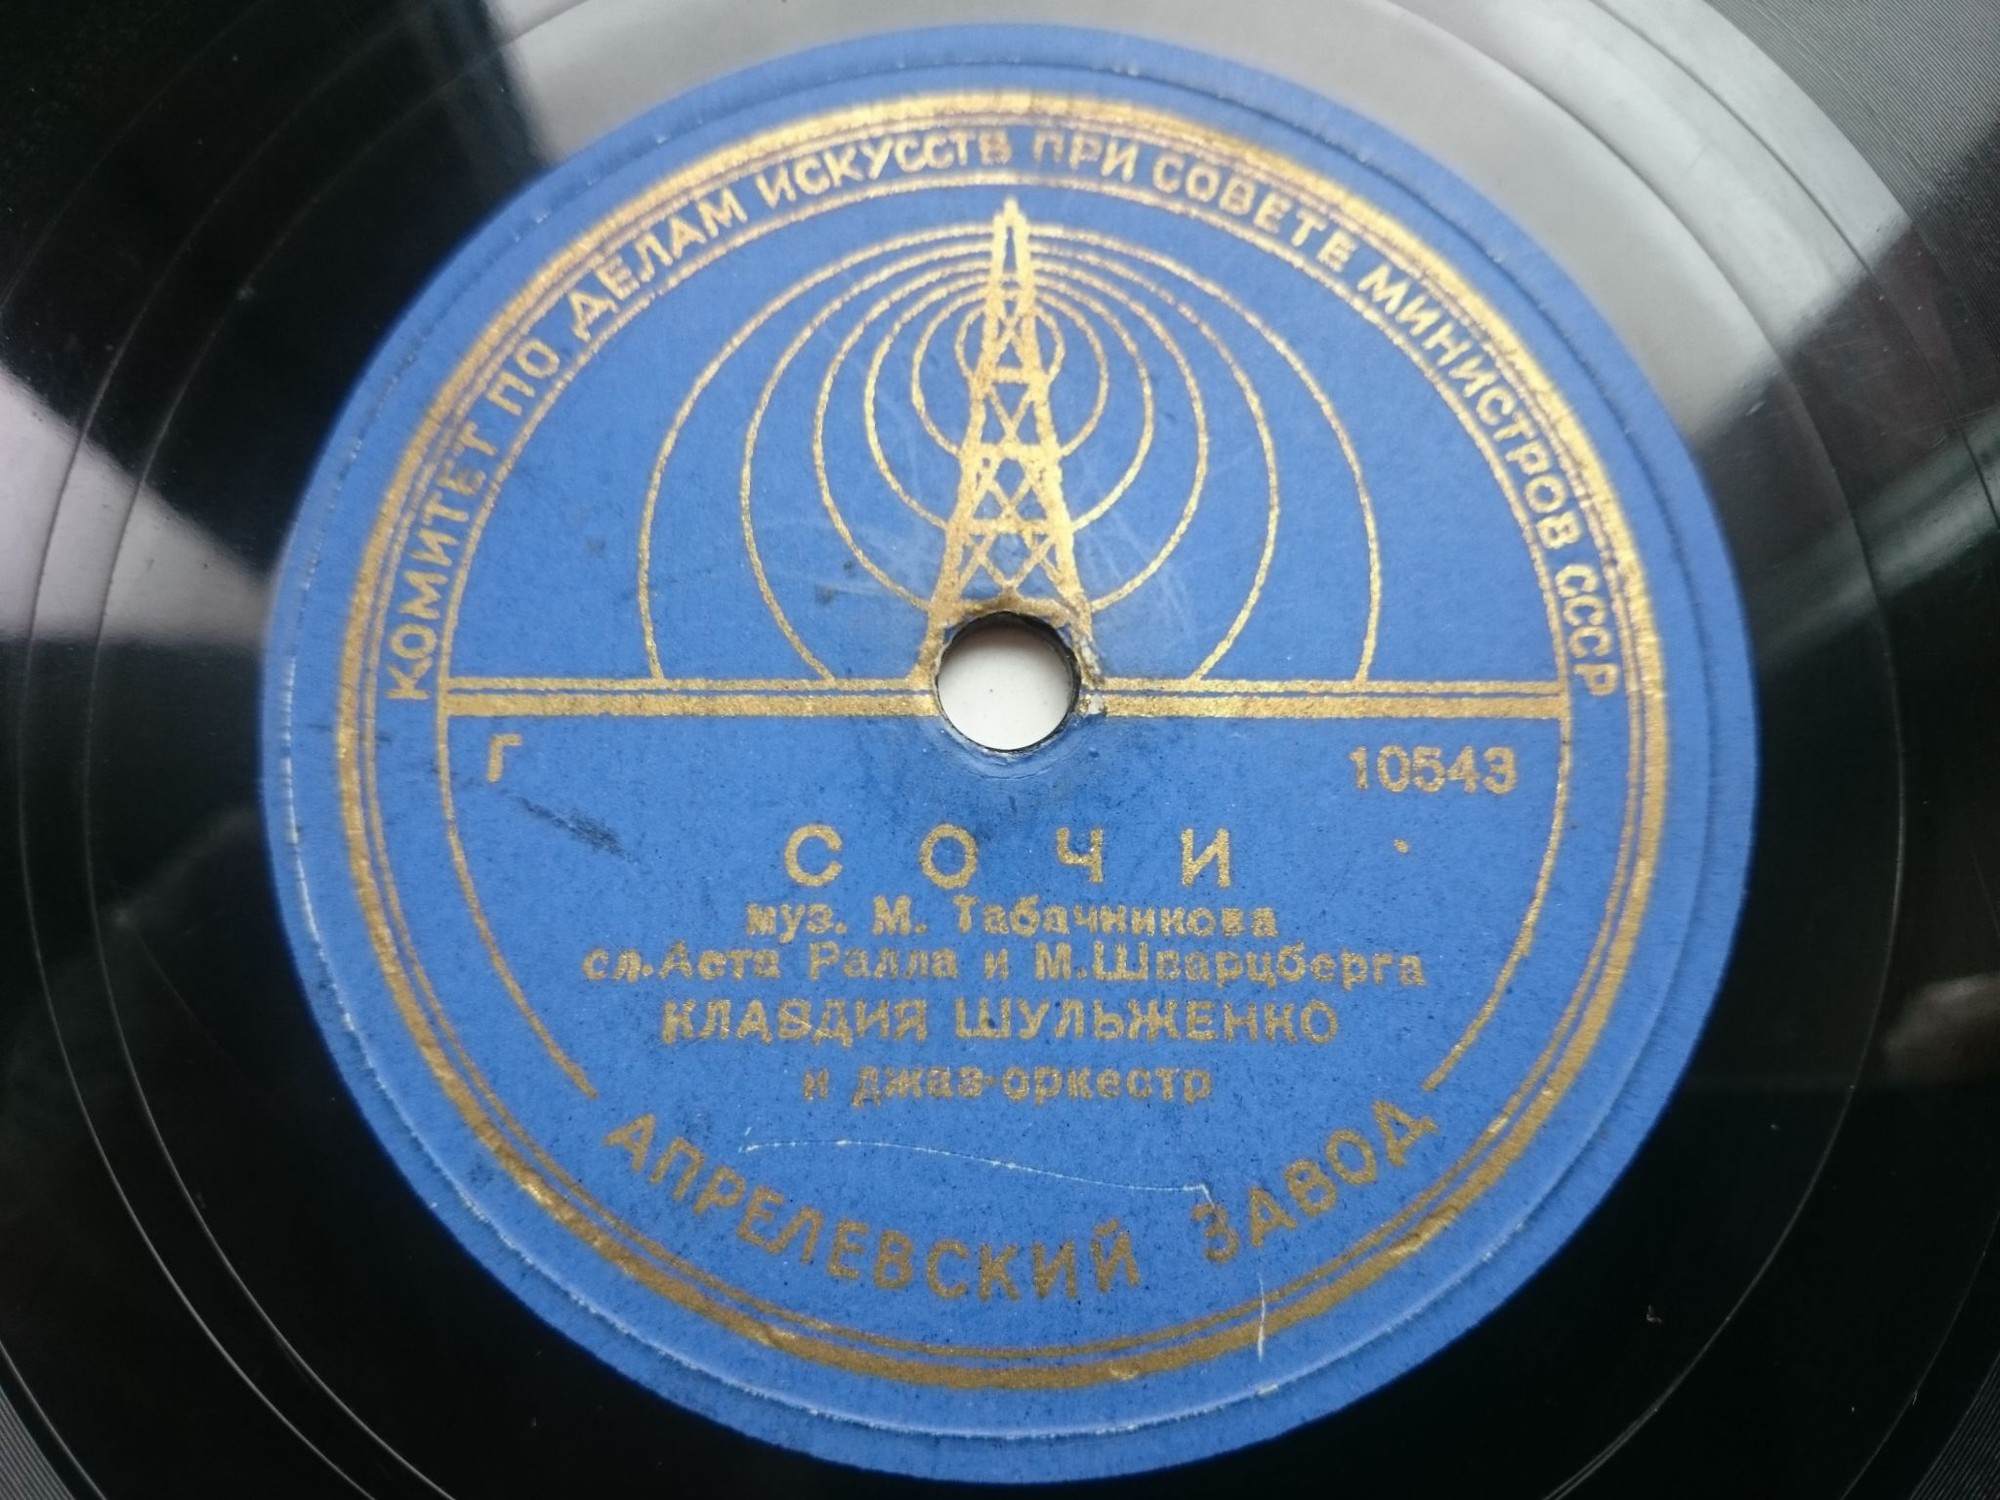 КОМИТЕТ ПО ДЕЛАМ ИСКУССТВ ПРИ СОВЕТЕ МИНИСТРОВ СССР
Г 10543
СОЧИ
муз. М. Табачникова
сл. Аста Ралла и М. Шварцберга
КЛАВДИЯ ШУЛЬЖЕНКО
и джаз-оркестр
АПРЕЛЕВСКИЙ ЗАВОД